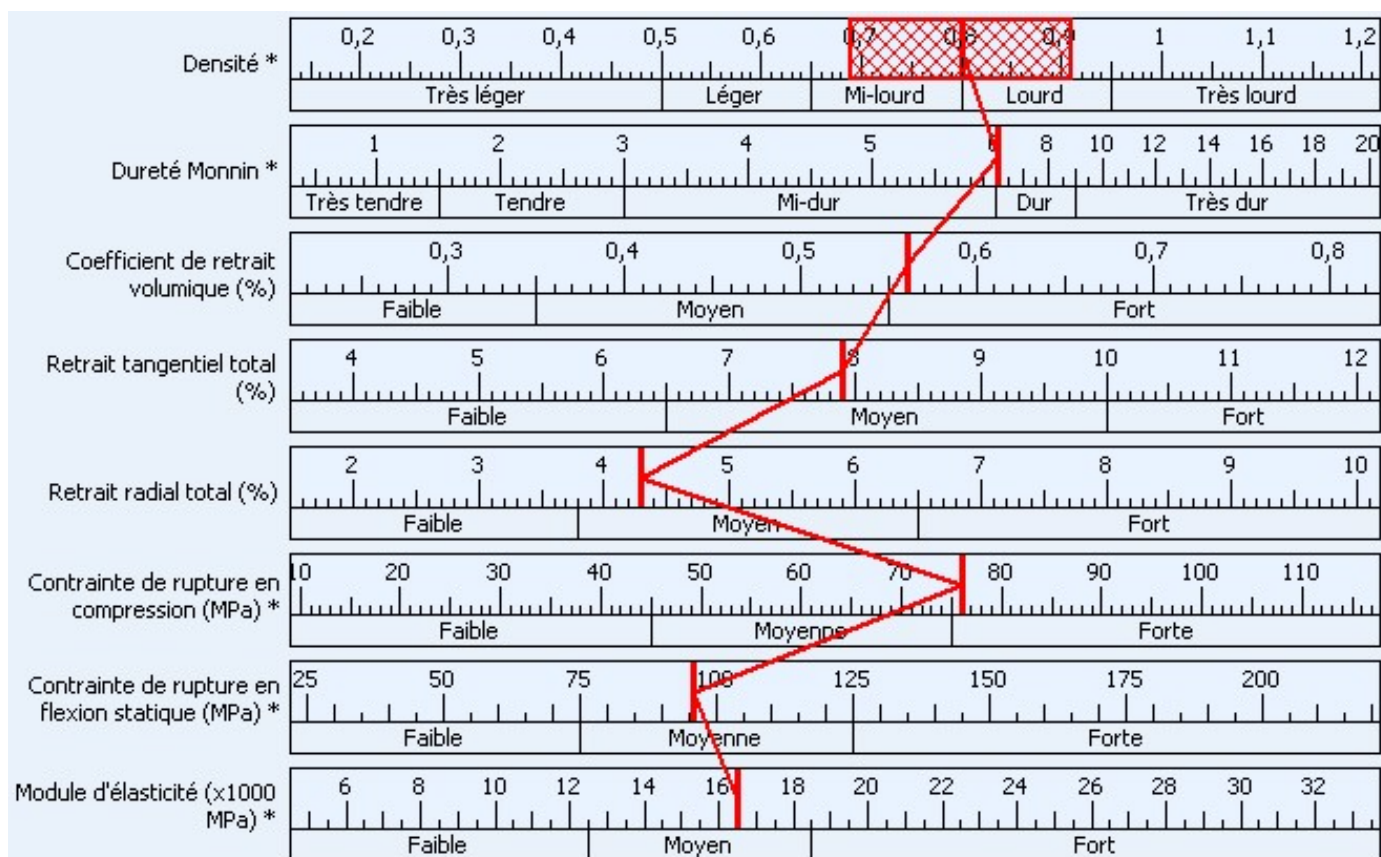 0,2 0,3 0,4 0,5 0,6 0,7 0,8 0,9 1 1,1 1,2
Densité *
Très léger Léger Mi-lourd Lourd Très lourd
1 2 3 4 5 6 8 10 12 14 16 18 20
Dureté Monnin *
Très tendre Tendre Mi-dur Dur Très dur
0,3 0,4 0,5 0,6 0,7 0,8
Coefficient de retrait
volumique (%)
Faible Moyen Fort
4 5 6 7 8 9 10 11 12
Retrait tangentiel total
(%)
Faible Moyen Fort
2 3 4 5 6 7 8 9 10
Retrait radial total (%)
Faible Moyen Fort
10 20 30 40 50 60 70 80 90 100 110
Contrainte de rupture en
compression (MPa) *
Faible Moyenne Forte
25 50 75 100 125 150 175 200
Contrainte de rupture en
flexion statique (MPa) *
Faible Moyenne Forte
6 8 10 12 14 16 18 20 22 24 26 28 30 32
Module d'élasticité (x1000
MPa) *
Faible Moyen Fort